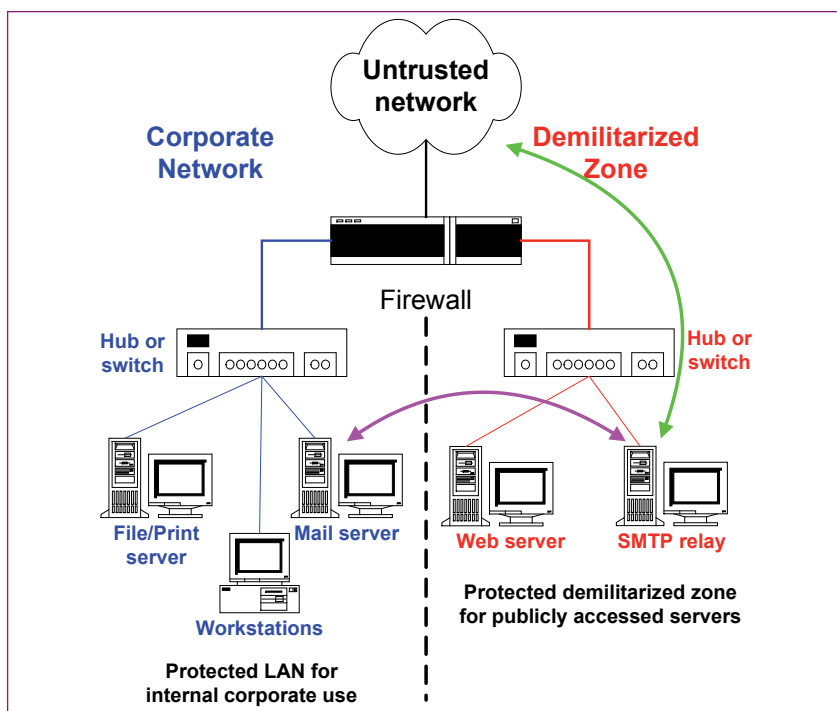 Untrusted
network
Corporate
Network
Demilitarized
Zone
Firewall
Hub or
switch
Hub or
switch
File/Print
server
Mail server
Web server
SMTP relay
Workstations
Protected demilitarized zone
for publicly accessed servers
Protected LAN for
internal corporate use